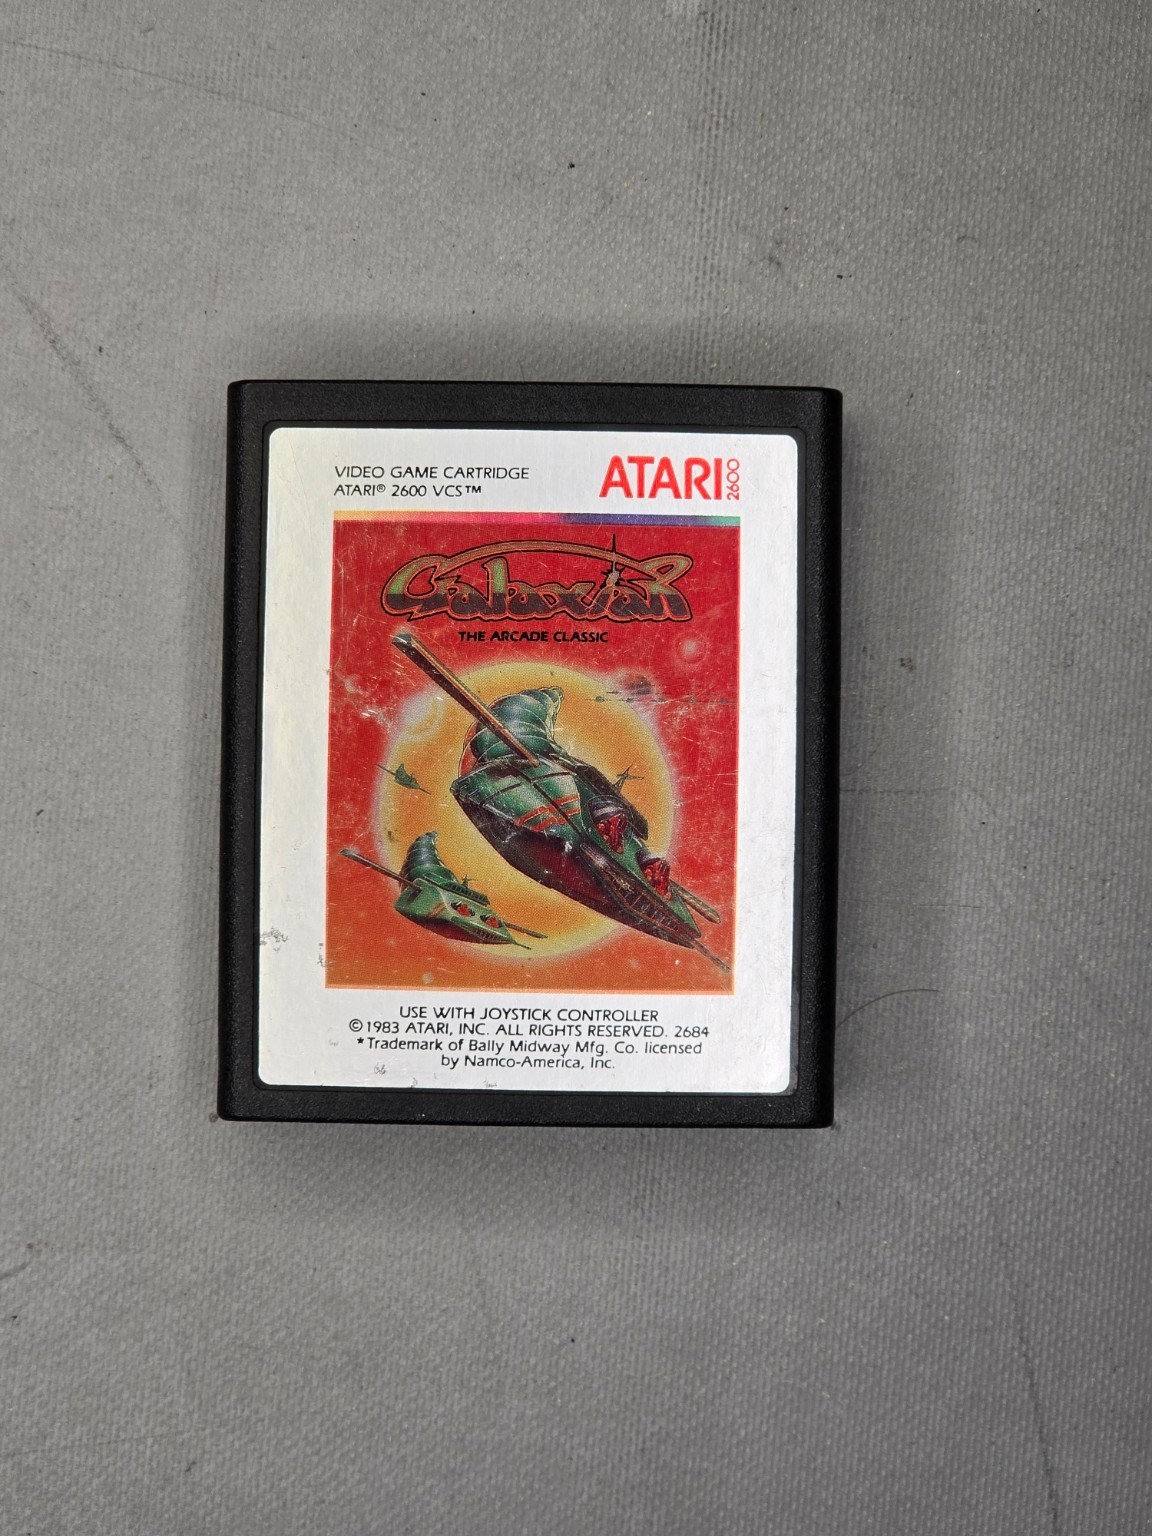 VIDEO GAME CARTRIDGE
ATARI® 2600 VCS™
ATARI 2600
Galaxian
THE ARCADE CLASSIC
USE WITH JOYSTICK CONTROLLER
© 1983 ATARI, INC. ALL RIGHTS RESERVED. 2684
*Trademark of Bally Midway Mfg. Co. licensed
by Namco-America, Inc.